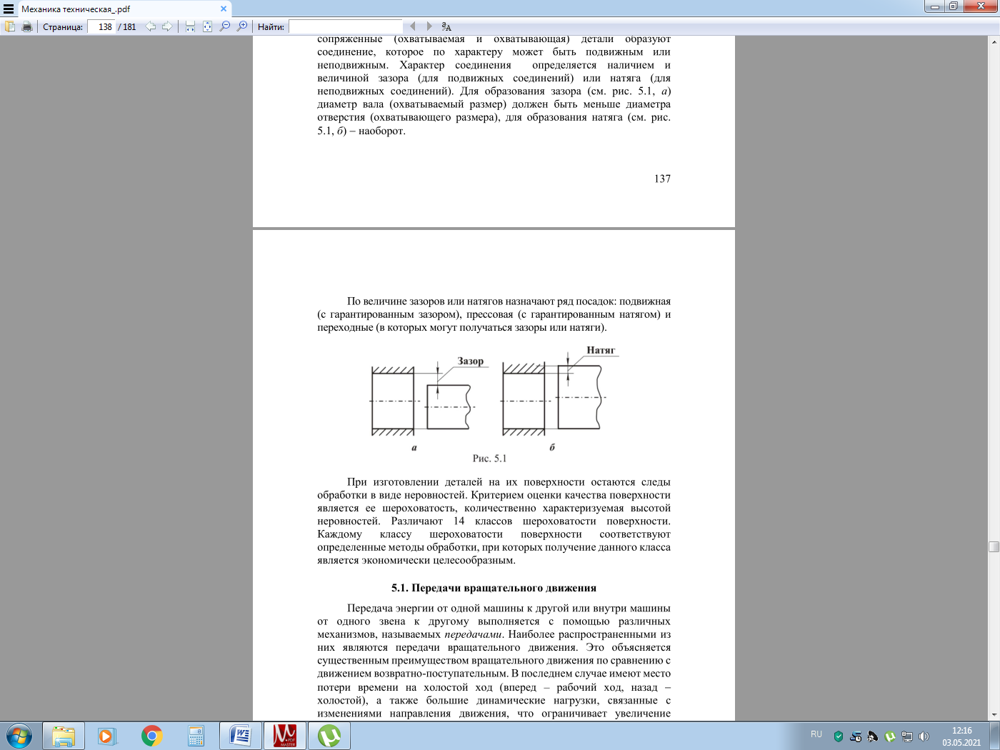 Механика техническая_.pdf
Страница: 138 / 181 Найти:
сопряженные (охватываемая и охватывающая) детали образуют
соединение, которое по характеру может быть подвижным или
неподвижным. Характер соединения определяется наличием и
величиной зазора (для подвижных соединений) или натяга (для
неподвижных соединений). Для образования зазора (см. рис. 5.1, а)
диаметр вала (охватываемый размер) должен быть меньше диаметра
отверстия (охватывающего размера), для образования натяга (см. рис.
5.1, б) – наоборот.
137
По величине зазоров или натягов назначают ряд посадок: подвижная
(с гарантированным зазором), прессовая (с гарантированным натягом) и
переходные (в которых могут получаться зазоры или натяги).
Зазор
Натяг
а
б
Рис. 5.1
При изготовлении деталей на их поверхности остаются следы
обработки в виде неровностей. Критерием оценки качества поверхности
является ее шероховатость, количественно характеризуемая высотой
неровностей. Различают 14 классов шероховатости поверхности.
Каждому классу шероховатости поверхности соответствуют
определенные методы обработки, при которых получение данного класса
является экономически целесообразным.
5.1. Передачи вращательного движения
Передача энергии от одной машины к другой или внутри машины
от одного звена к другому выполняется с помощью различных
механизмов, называемых передачами. Наиболее распространенными из
них являются передачи вращательного движения. Это объясняется
существенным преимуществом вращательного движения по сравнению с
движением возвратно-поступательным. В последнем случае имеют место
потери времени на холостой ход (вперед – рабочий ход, назад –
холостой), а также большие динамические нагрузки, связанные с
изменениями направления движения, что ограничивает увеличение
PDF
MASTER
RU
12:16
03.05.2021